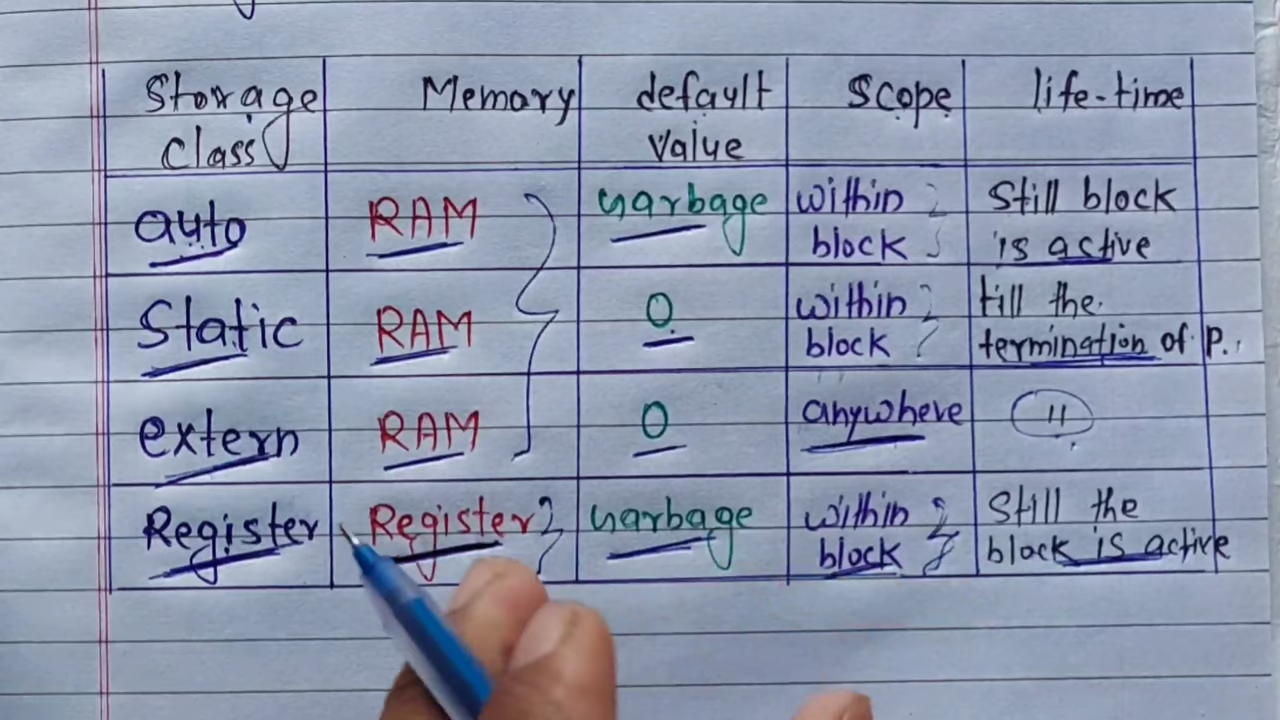 Storage Memory default Scope life-time
Class value
auto RAM garbage within still block
block is active
Static RAM 0 within till the
block termination of P.
extern RAM 0 anywhere 11
Register Register garbage within still the
block block is active